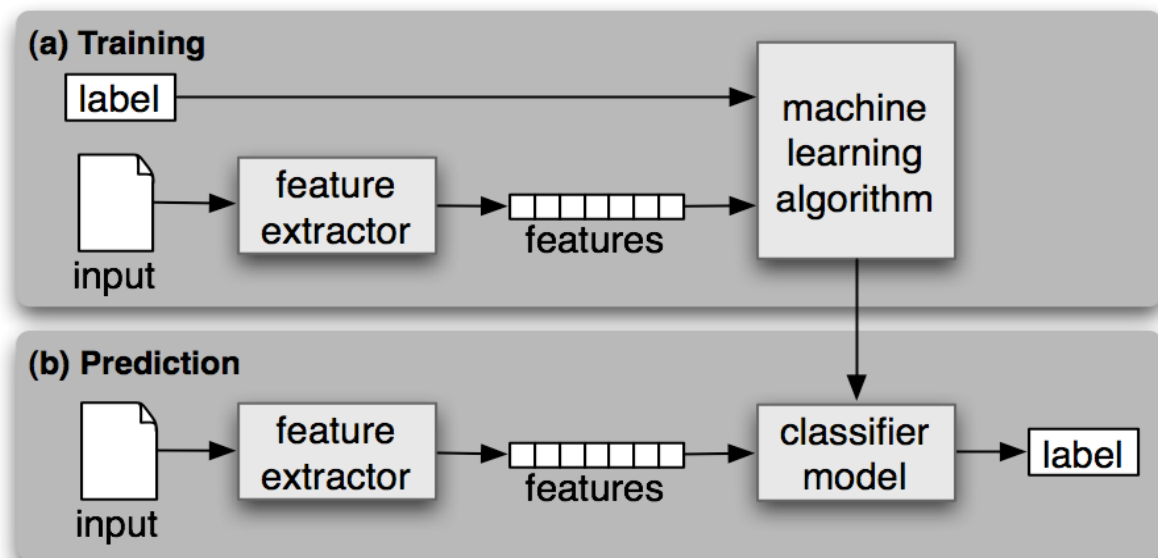 (a) Training
label
machine
learning
algorithm
feature
extractor
features
input
(b) Prediction
feature
extractor
features
input
classifier
model
label